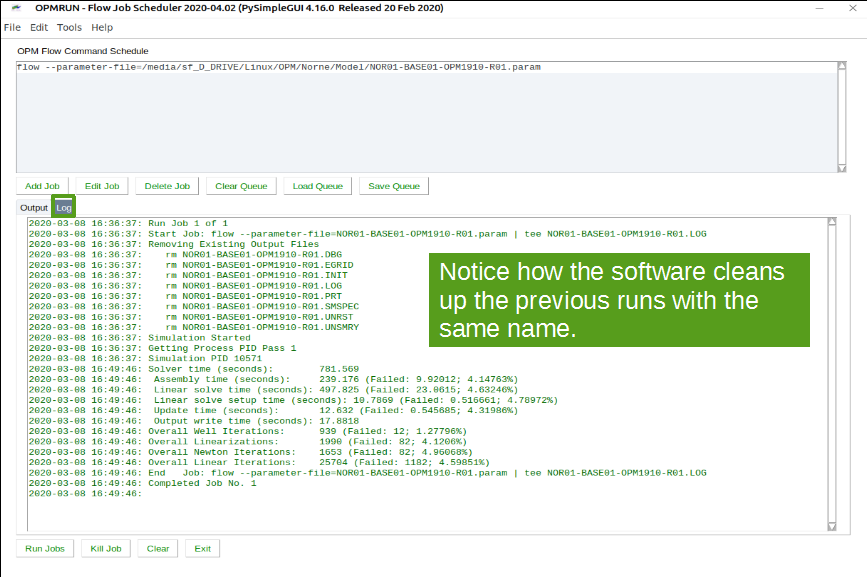 OPMRUN - Flow Job Scheduler 2020-04.02 (PySimpleGUI 4.16.0 Released 20 Feb 2020)
File Edit Tools Help
OPM Flow Command Schedule
flow --parameter-file=/media/sf_D_DRIVE/Linux/OPM/Norne/Model/NOR01-BASE01-OPM1910-R01.param
Add Job Edit Job Delete Job Clear Queue Load Queue Save Queue
Output Log
2020-03-08 16:36:37: Run Job 1 of 1
2020-03-08 16:36:37: Start Job: flow --parameter-file=NOR01-BASE01-OPM1910-R01.param | tee NOR01-BASE01-OPM1910-R01.LOG
2020-03-08 16:36:37: Removing Existing Output Files
2020-03-08 16:36:37: rm NOR01-BASE01-OPM1910-R01.DBG
2020-03-08 16:36:37: rm NOR01-BASE01-OPM1910-R01.EGRID
2020-03-08 16:36:37: rm NOR01-BASE01-OPM1910-R01.INIT
2020-03-08 16:36:37: rm NOR01-BASE01-OPM1910-R01.LOG
2020-03-08 16:36:37: rm NOR01-BASE01-OPM1910-R01.PRT
2020-03-08 16:36:37: rm NOR01-BASE01-OPM1910-R01.SMSPEC
2020-03-08 16:36:37: rm NOR01-BASE01-OPM1910-R01.UNRST
2020-03-08 16:36:37: rm NOR01-BASE01-OPM1910-R01.UNSMRY
2020-03-08 16:36:37: Simulation Started
2020-03-08 16:36:37: Getting Process PID Pass 1
2020-03-08 16:36:37: Simulation PID 10571
2020-03-08 16:49:46: Solver time (seconds): 781.569
2020-03-08 16:49:46: Assembly time (seconds): 239.176 (Failed: 9.92012; 4.14763%)
2020-03-08 16:49:46: Linear solve time (seconds): 497.825 (Failed: 23.0615; 4.63246%)
2020-03-08 16:49:46: Linear solve setup time (seconds): 10.7869 (Failed: 0.516661; 4.78972%)
2020-03-08 16:49:46: Update time (seconds): 12.632 (Failed: 0.545685; 4.31986%)
2020-03-08 16:49:46: Output write time (seconds): 17.8818
2020-03-08 16:49:46: Overall Well Iterations: 939 (Failed: 12; 1.27796%)
2020-03-08 16:49:46: Overall Linearizations: 1990 (Failed: 82; 4.1206%)
2020-03-08 16:49:46: Overall Newton Iterations: 1653 (Failed: 82; 4.96068%)
2020-03-08 16:49:46: Overall Linear Iterations: 25704 (Failed: 1182; 4.59851%)
2020-03-08 16:49:46: End Job: flow --parameter-file=NOR01-BASE01-OPM1910-R01.param | tee NOR01-BASE01-OPM1910-R01.LOG
2020-03-08 16:49:46: Completed Job No. 1
2020-03-08 16:49:46:
Notice how the software cleans
up the previous runs with the
same name.
Run Jobs Kill Job Clear Exit